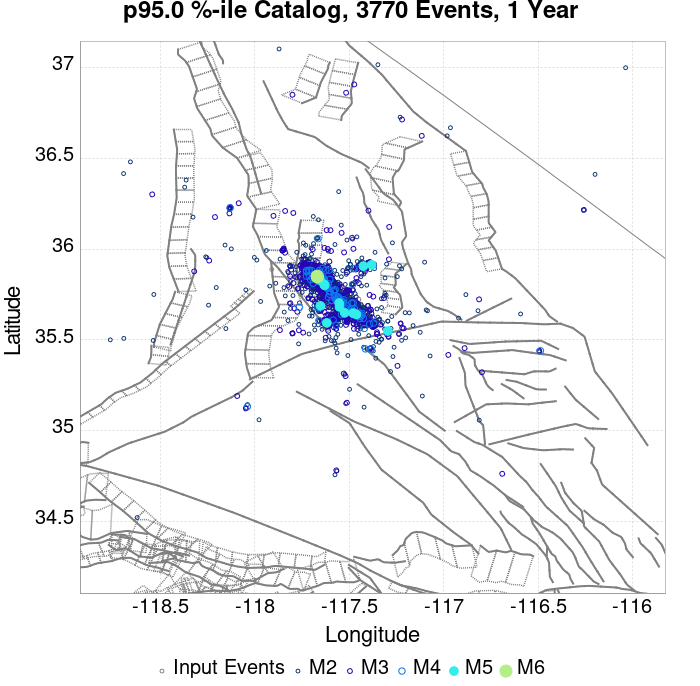 p95.0 %-ile Catalog, 3770 Events, 1 Year
37
36.5
36
35.5
35
34.5
Latitude
-118.5 -118 -117.5 -117 -116.5 -116
Longitude
Input Events M2 M3 M4 M5 M6